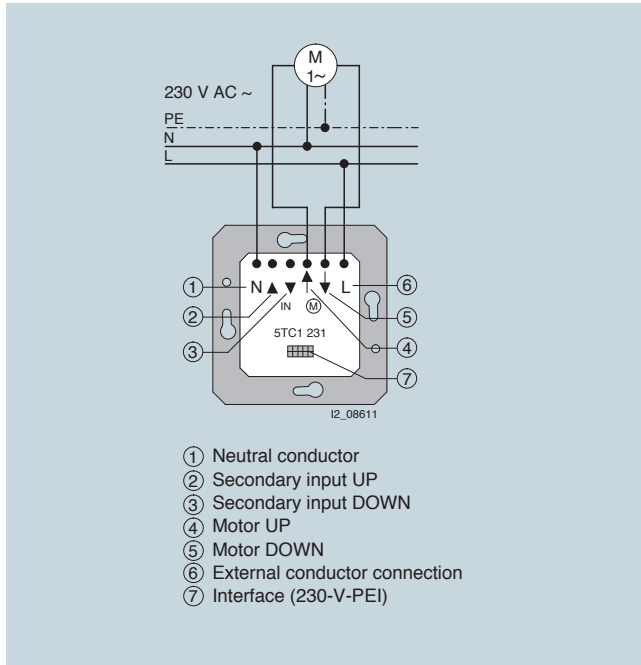 M
1~
230 V AC ~
PE
N
L
① N ▲ ▼ L ⑥
② IN Ⓜ ⑤
③ 5TC1 231 ④
⑦
I2_08611
① Neutral conductor
② Secondary input UP
③ Secondary input DOWN
④ Motor UP
⑤ Motor DOWN
⑥ External conductor connection
⑦ Interface (230-V-PEI)